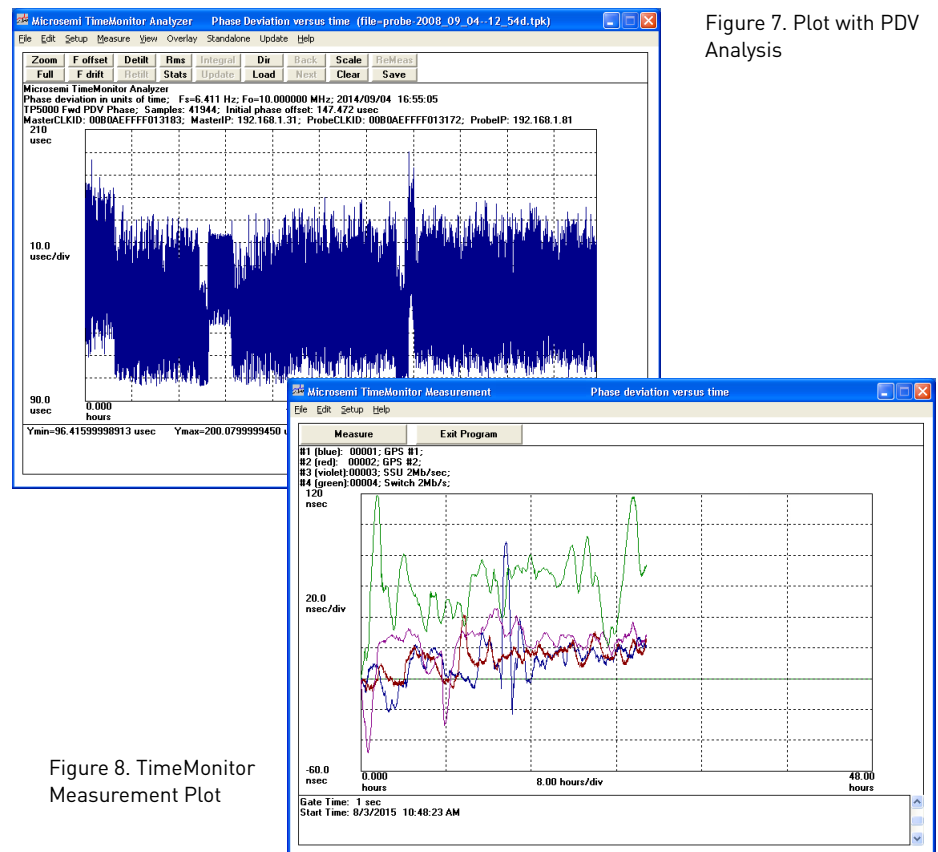 Microsemi TimeMonitor Analyzer Phase Deviation versus time (file=probe-2008_09_04--12_54d.tpk)
File Edit Setup Measure View Overlay Standalone Update Help
Zoom F offset Detilt Rms Integral Dir Back Scale ReMeas
Full F drift Retilt Stats Update Load Next Clear Save
Microsemi TimeMonitor Analyzer
Phase deviation in units of time; Fs=6.411 Hz; Fo=10.000000 MHz; 2014/09/04 16:55:05
TP5000 Fwd PDV Phase; Samples: 41944; Initial phase offset: 147.472 usec
MasterCLKID: 00B0AEFFFF013183; MasterIP: 192.168.1.31; ProbeCLKID: 00B0AEFFFF013172; ProbeIP: 192.168.1.81
210
usec
10.0
usec/div
90.0
usec
0.000
hours
Ymin=96.41599998913 usec Ymax=200.0799999450
Figure 7. Plot with PDV
Analysis
Microsemi TimeMonitor Measurement Phase deviation versus time
File Edit Setup Help
Measure Exit Program
#1 (blue): 00001; GPS #1;
#2 (red): 00002; GPS #2;
#3 (violet):00003; SSU 2Mb/sec;
#4 (green):00004; Switch 2Mb/s;
120
nsec
20.0
nsec/div
-60.0
nsec
0.000
hours
8.00 hours/div
48.00
hours
Gate Time: 1 sec
Start Time: 8/3/2015 10:48:23 AM
Figure 8. TimeMonitor
Measurement Plot